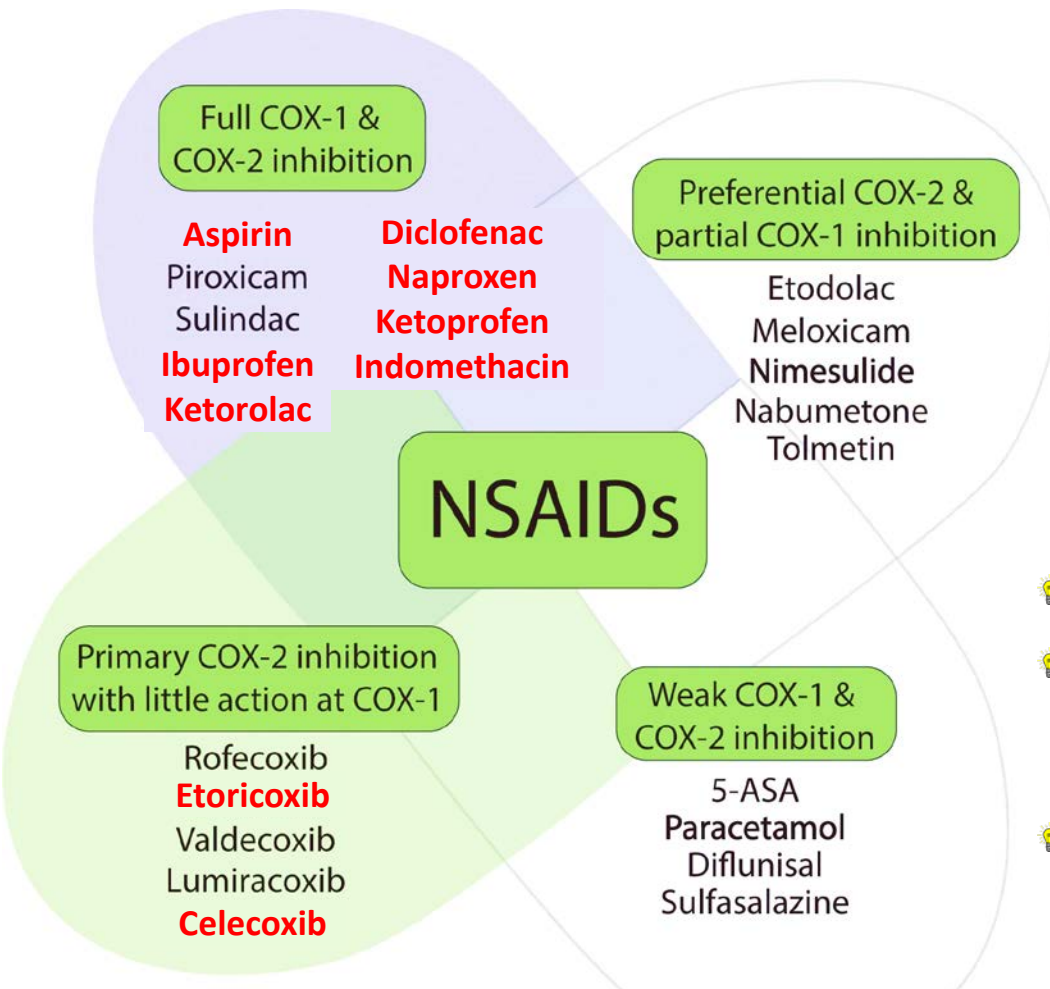 Full COX-1 &
COX-2 inhibition
Aspirin
Piroxicam
Sulindac
Ibuprofen
Ketorolac
Diclofenac
Naproxen
Ketoprofen
Indomethacin
Preferential COX-2 &
partial COX-1 inhibition
Etodolac
Meloxicam
Nimesulide
Nabumetone
Tolmetin
NSAIDs
Primary COX-2 inhibition
with little action at COX-1
Rofecoxib
Etoricoxib
Valdecoxib
Lumiracoxib
Celecoxib
Weak COX-1 &
COX-2 inhibition
5-ASA
Paracetamol
Diflunisal
Sulfasalazine